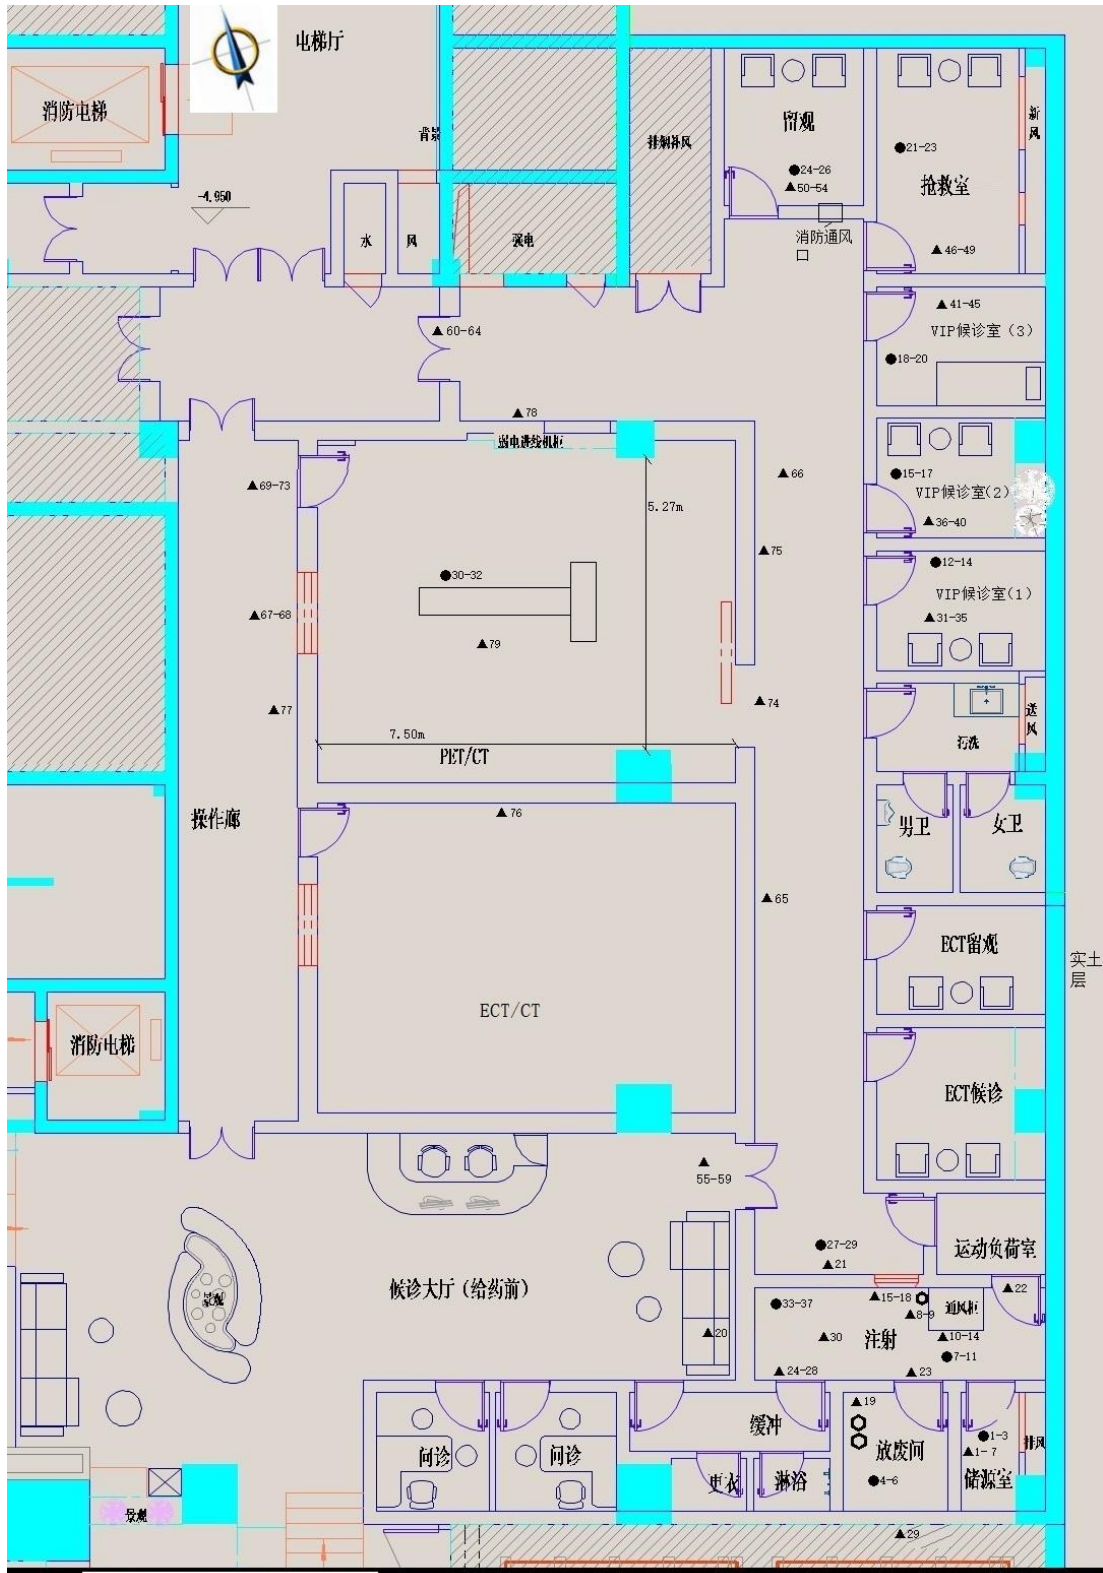 电梯厅
消防电梯
背景
排烟补风
留观
新风
●21-23
抢救室
●24-26
▲50-54
-4.950
水
风
弱电
消防通风口
▲46-49
▲41-45
VIP候诊室（3）
▲60-64
●18-20
▲78
弱电进线机柜
▲69-73
5.27m
▲66
●15-17
VIP候诊室(2)
▲36-40
▲75
●12-14
●30-32
VIP候诊室(1)
▲67-68
▲31-35
▲79
▲77
▲74
送风
7.50m
PET/CT
污洗
操作廊
▲76
男卫
女卫
▲65
ECT留观
实土层
ECT/CT
消防电梯
ECT候诊
▲55-59
●27-29
▲21
运动负荷室
候诊大厅（给药前）
景观
▲15-18
▲22
●33-37
▲8-9
通风柜
▲20
▲30
注射
▲10-14
●7-11
▲24-28
▲23
▲19
缓冲
●1-3
排风
▲1-7
问诊
问诊
放废间
储源室
更衣
淋浴
●4-6
景观
▲29